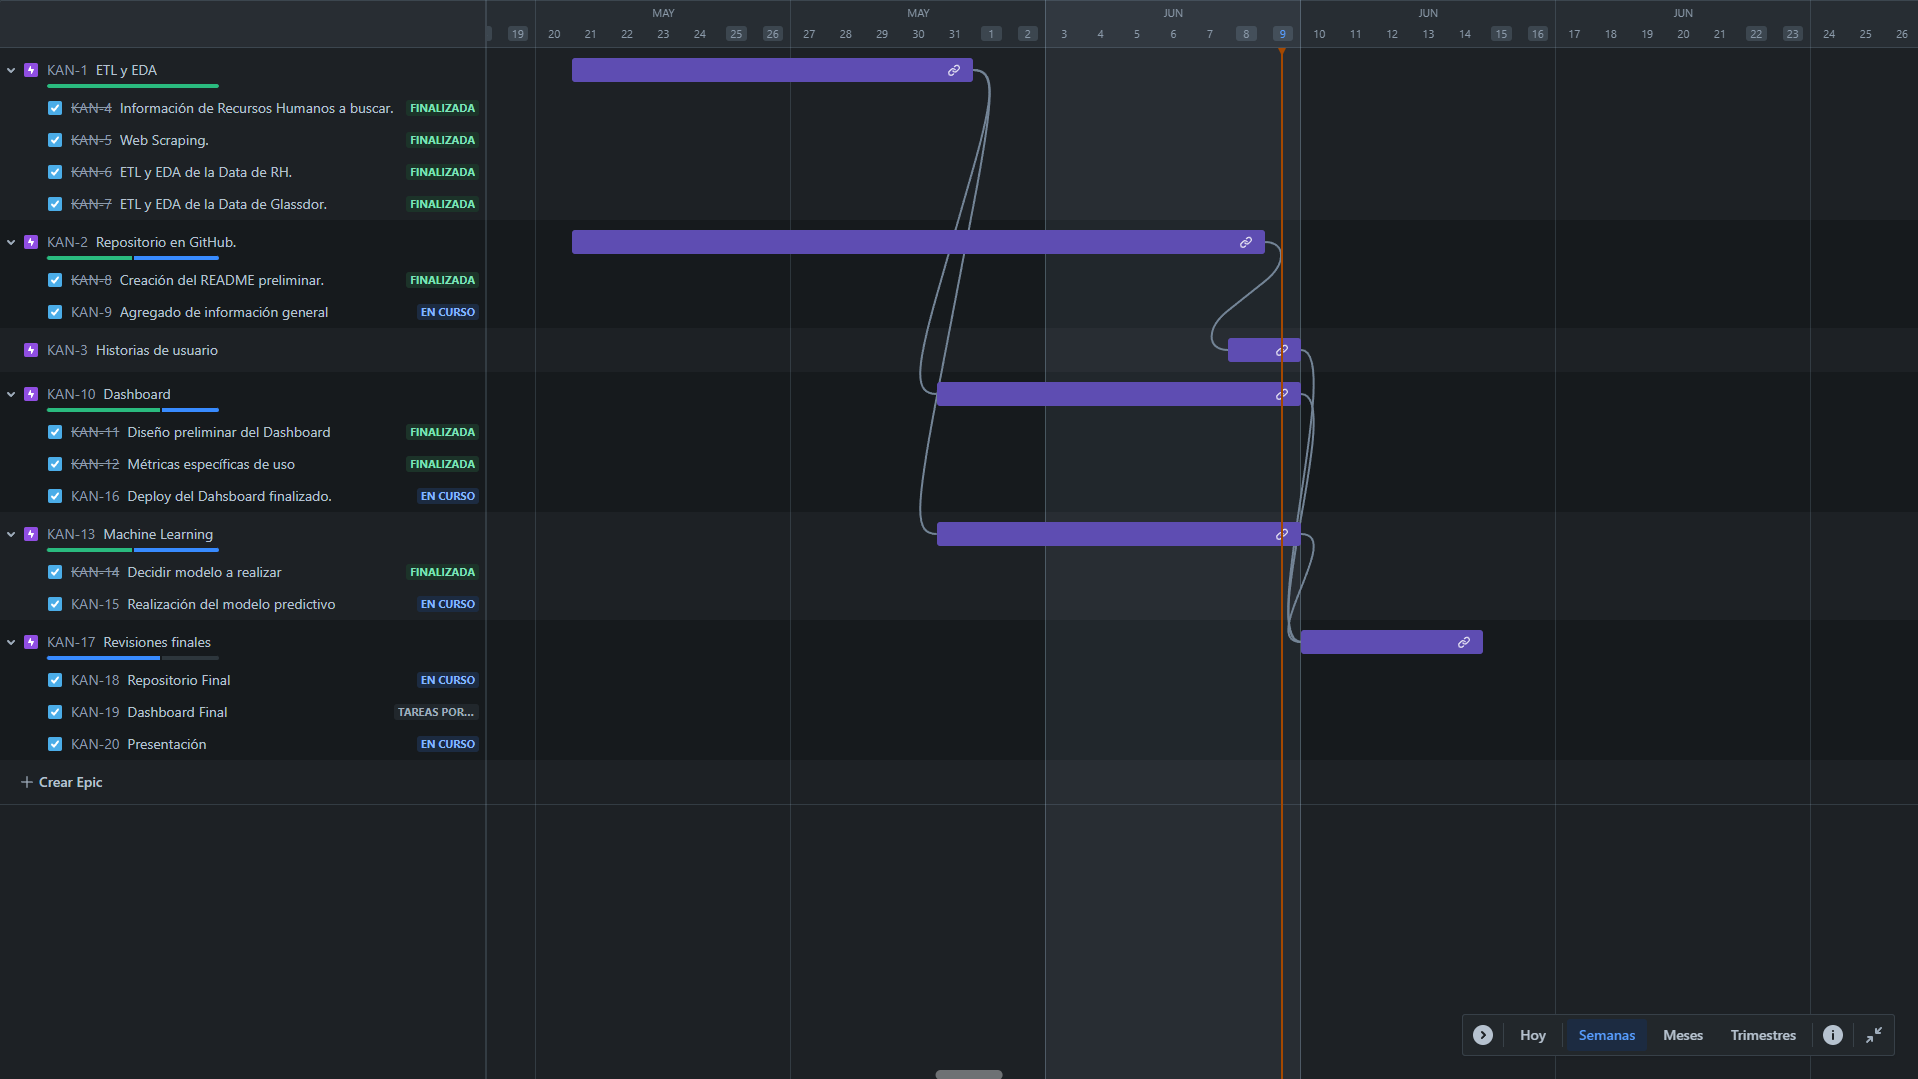 MAY MAY JUN JUN JUN
19 20 21 22 23 24 25 26 27 28 29 30 31 1 2 3 4 5 6 7 8 9 10 11 12 13 14 15 16 17 18 19 20 21 22 23 24 25 26
KAN-1 ETL y EDA
KAN-4 Información de Recursos Humanos a buscar. FINALIZADA
KAN-5 Web Scraping. FINALIZADA
KAN-6 ETL y EDA de la Data de RH. FINALIZADA
KAN-7 ETL y EDA de la Data de Glassdor. FINALIZADA
KAN-2 Repositorio en GitHub.
KAN-8 Creación del README preliminar. FINALIZADA
KAN-9 Agregado de información general EN CURSO
KAN-3 Historias de usuario
KAN-10 Dashboard
KAN-11 Diseño preliminar del Dashboard FINALIZADA
KAN-12 Métricas específicas de uso FINALIZADA
KAN-16 Deploy del Dahsboard finalizado. EN CURSO
KAN-13 Machine Learning
KAN-14 Decidir modelo a realizar FINALIZADA
KAN-15 Realización del modelo predictivo EN CURSO
KAN-17 Revisiones finales
KAN-18 Repositorio Final EN CURSO
KAN-19 Dashboard Final TAREAS POR...
KAN-20 Presentación EN CURSO
Crear Epic
Hoy Semanas Meses Trimestres